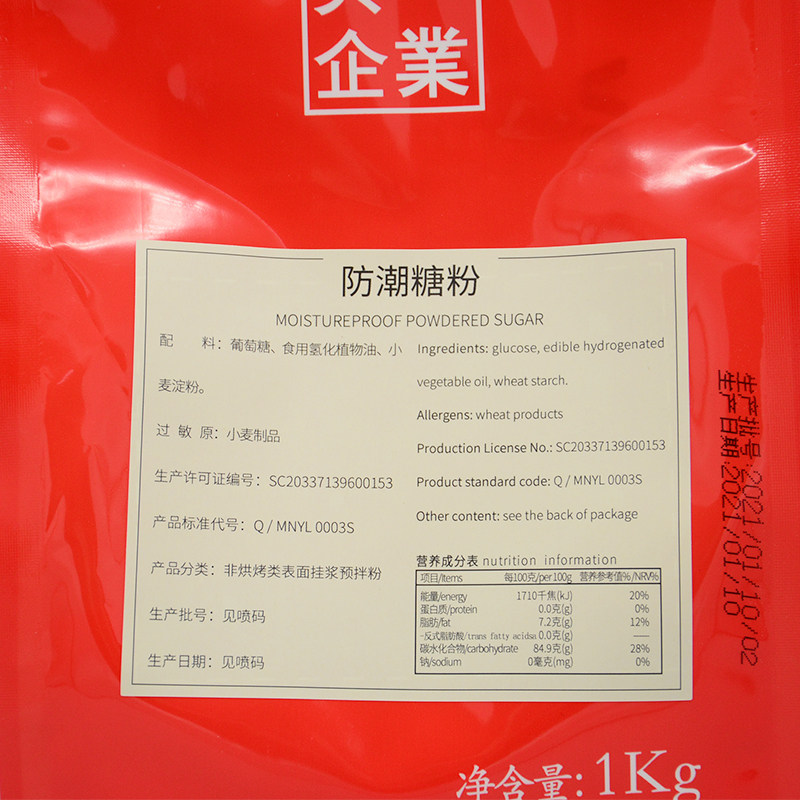 企業
防潮糖粉
MOISTUREPROOF POWDERED SUGAR
配 料：葡萄糖、食用氢化植物油、小
麦淀粉。
过 敏 原：小麦制品
生产许可证编号：SC20337139600153
产品标准代号：Q / MNYL 0003S
产品分类：非烘烤类表面挂浆预拌粉
生产批号：见喷码
生产日期：见喷码
Ingredients: glucose, edible hydrogenated
vegetable oil, wheat starch.
Allergens: wheat products
Production License No.: SC20337139600153
Product standard code: Q / MNYL 0003S
Other content: see the back of package
营养成分表 nutrition information
项目/Items 每100克/per 100g 营养参考值%/NRV%
能量/energy 1710千焦(kJ) 20%
蛋白质/protein 0.0克(g) 0%
脂肪/fat 7.2克(g) 12%
-反式脂肪酸/trans fatty acidsa 0.0克(g) —
碳水化合物/carbohydrate 84.9克(g) 28%
钠/sodium 0毫克(mg) 0%
生产批号:2021/01/10/02
生产日期:2021/01/10
净含量:1Kg